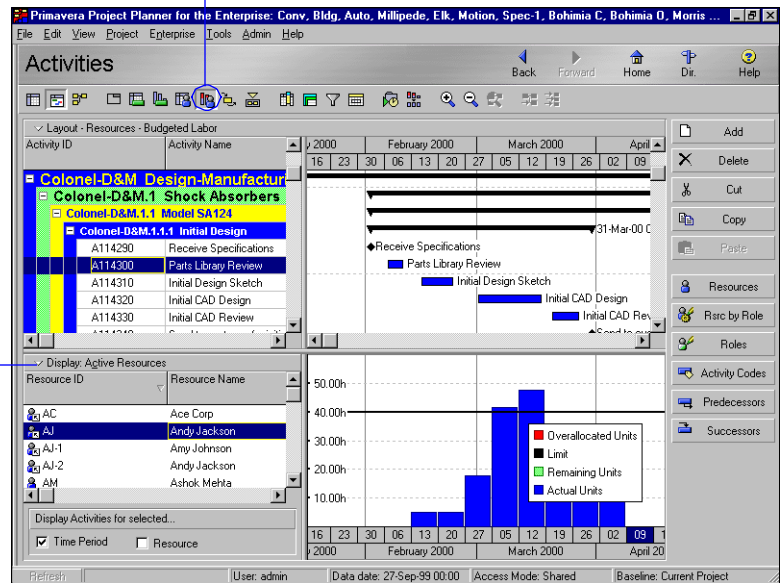 Primavera Project Planner for the Enterprise: Conv, Bldg, Auto, Millipede, Elk, Motion, Spec-1, Bohimia C, Bohimia O, Morris ...
File Edit View Project Enterprise Tools Admin Help
Activities
Back Forward Home Dir. Help
Layout - Resources - Budgeted Labor
Activity ID Activity Name
2000 February 2000 March 2000 April
16 23 30 06 13 20 27 05 12 19 26 02 09
Colonel-D&M Design-Manufactur
Colonel-D&M.1 Shock Absorbers
Colonel-D&M.1.1 Model SA124
Colonel-D&M.1.1.1 Initial Design
31-Mar-00
A114290 Receive Specifications
Receive Specifications
A114300 Parts Library Review
Parts Library Review
A114310 Initial Design Sketch
Initial Design Sketch
A114320 Initial CAD Design
Initial CAD Design
A114330 Initial CAD Review
Initial CAD Rev
Add
Delete
Cut
Copy
Paste
Resources
Rsrc by Role
Roles
Activity Codes
Predecessors
Successors
Display: Active Resources
Resource ID Resource Name
AC Ace Corp
AJ Andy Jackson
AJ-1 Amy Johnson
AJ-2 Andy Jackson
AM Ashok Mehta
Display Activities for selected...
Time Period Resource
50.00h
40.00h
30.00h
20.00h
10.00h
Overallocated Units
Limit
Remaining Units
Actual Units
16 23 30 06 13 20 27 05 12 19 26 02 09 1
2000 February 2000 March 2000 April 20
Refresh User: admin Data date: 27-Sep-99 00:00 Access Mode: Shared Baseline: Current Project